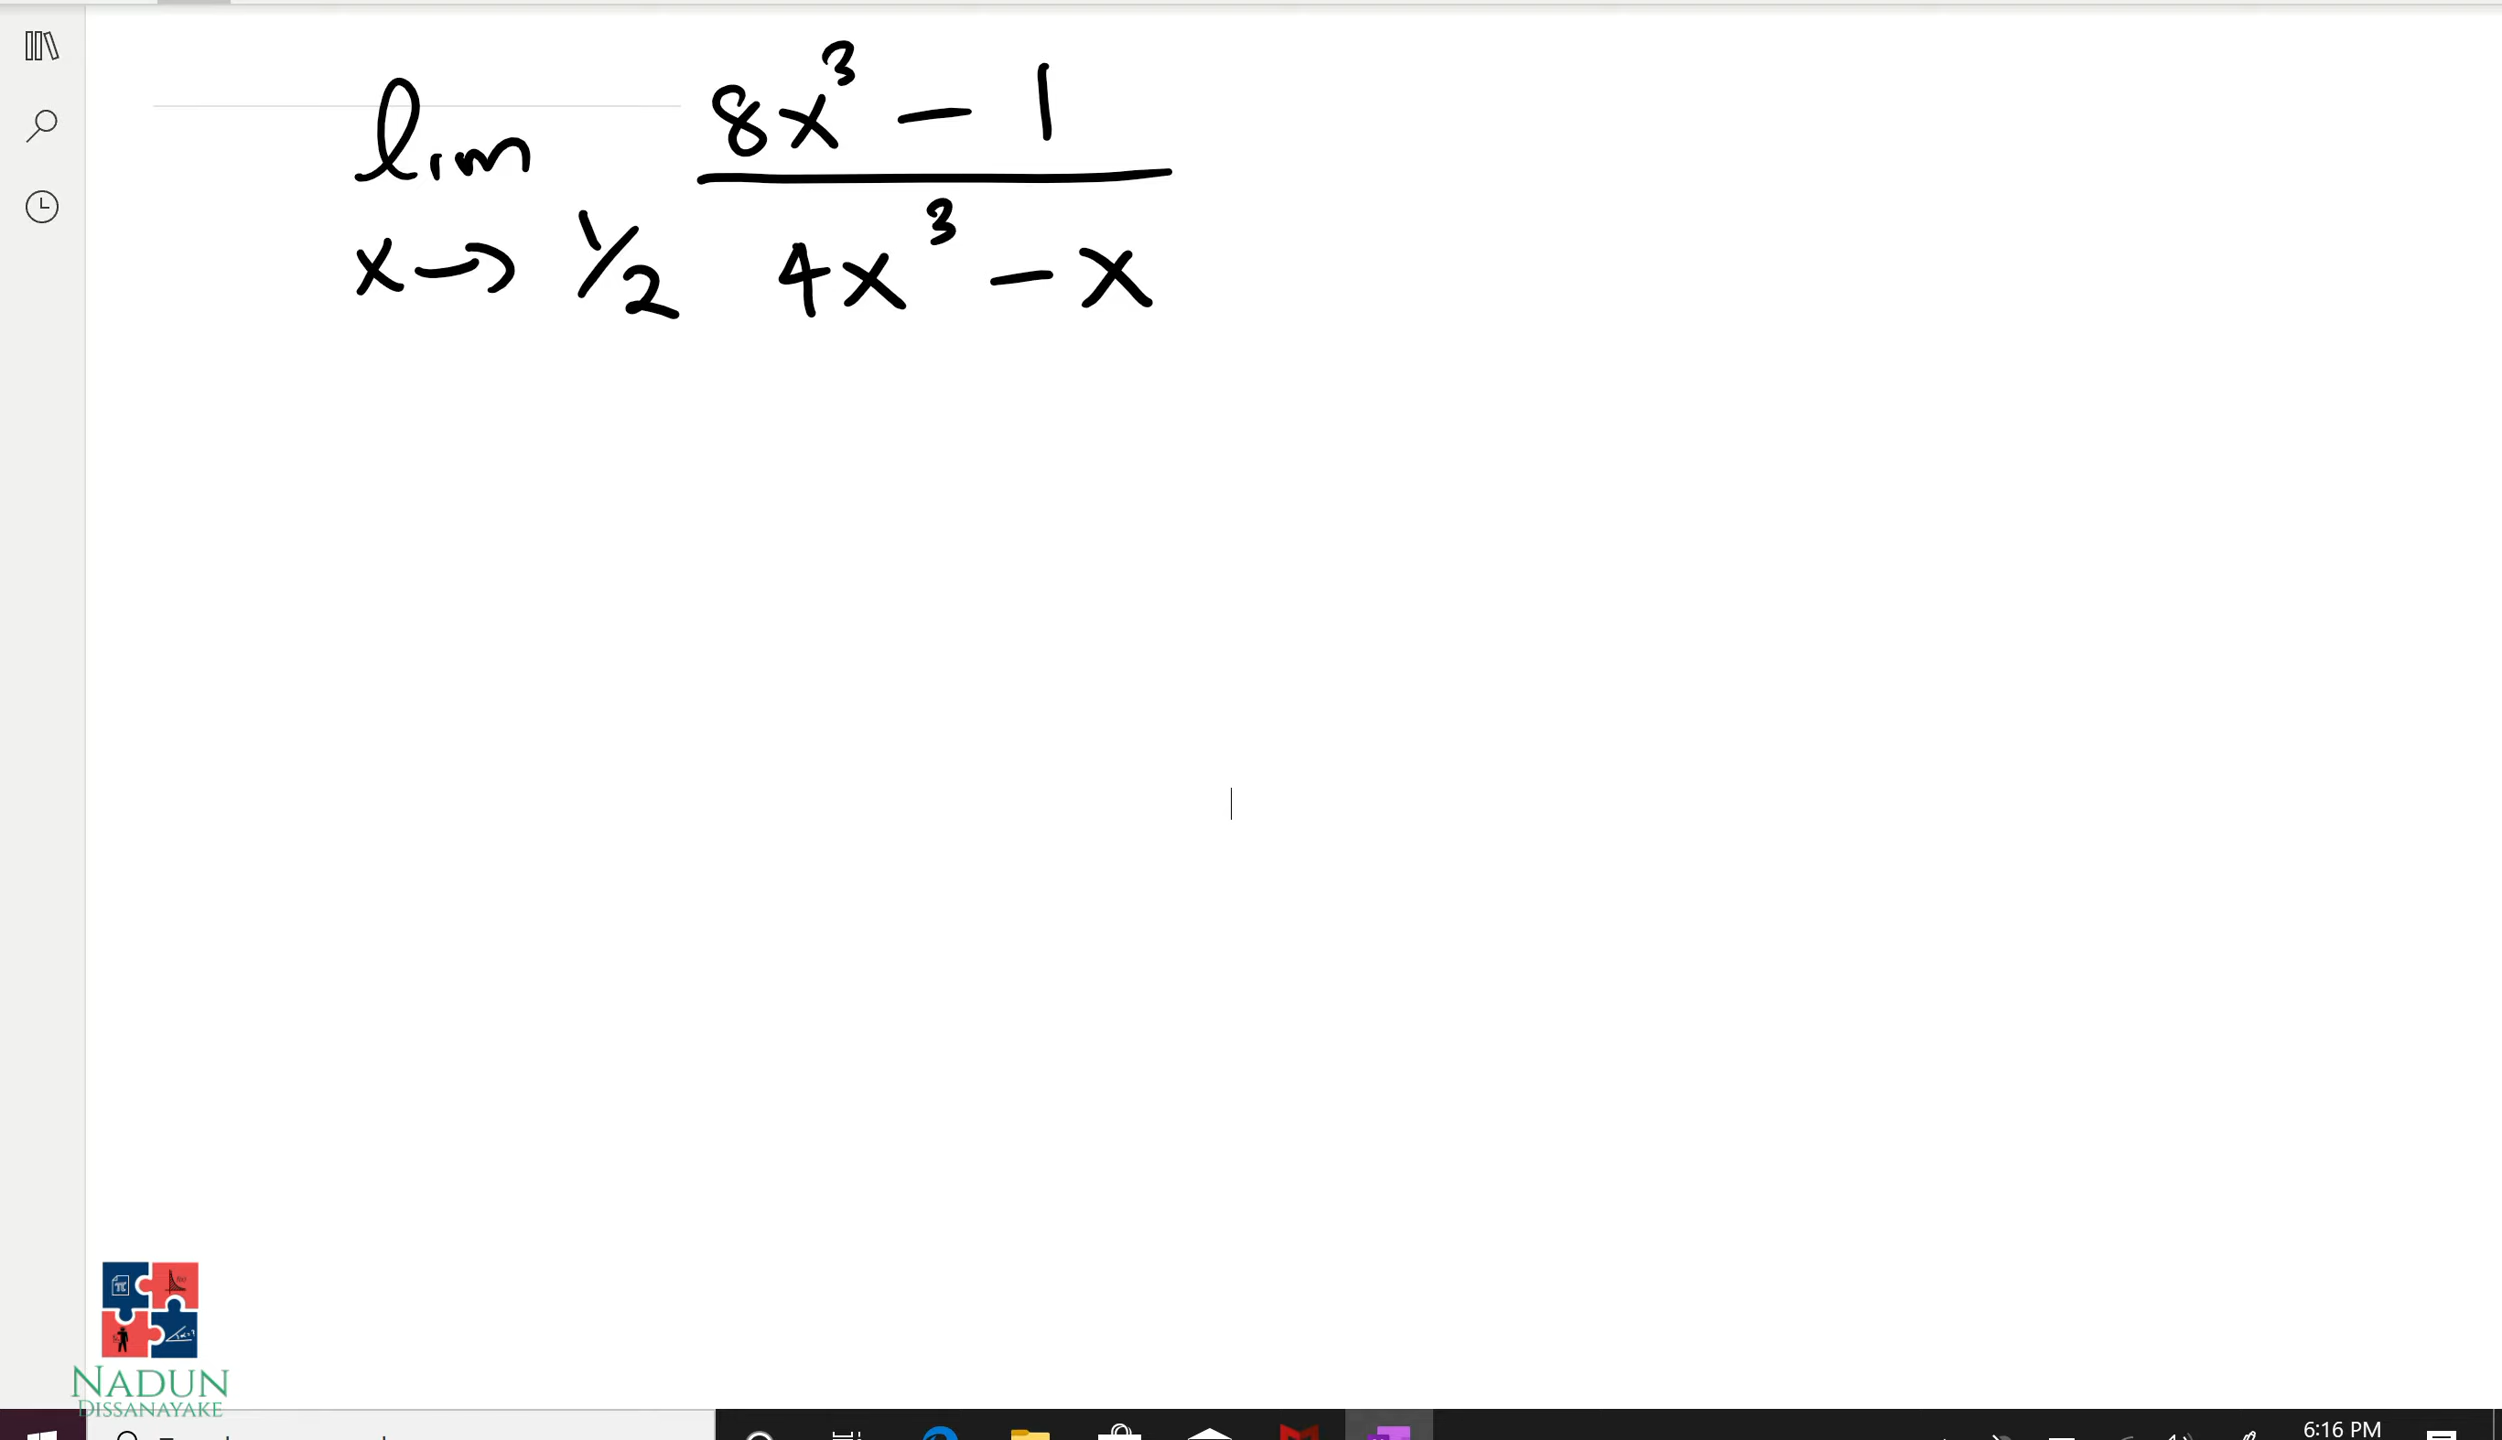 lim 8x³ - 1
x → 1/2 4x³ - x
NADUN
DISSANAYAKE
6:16 PM